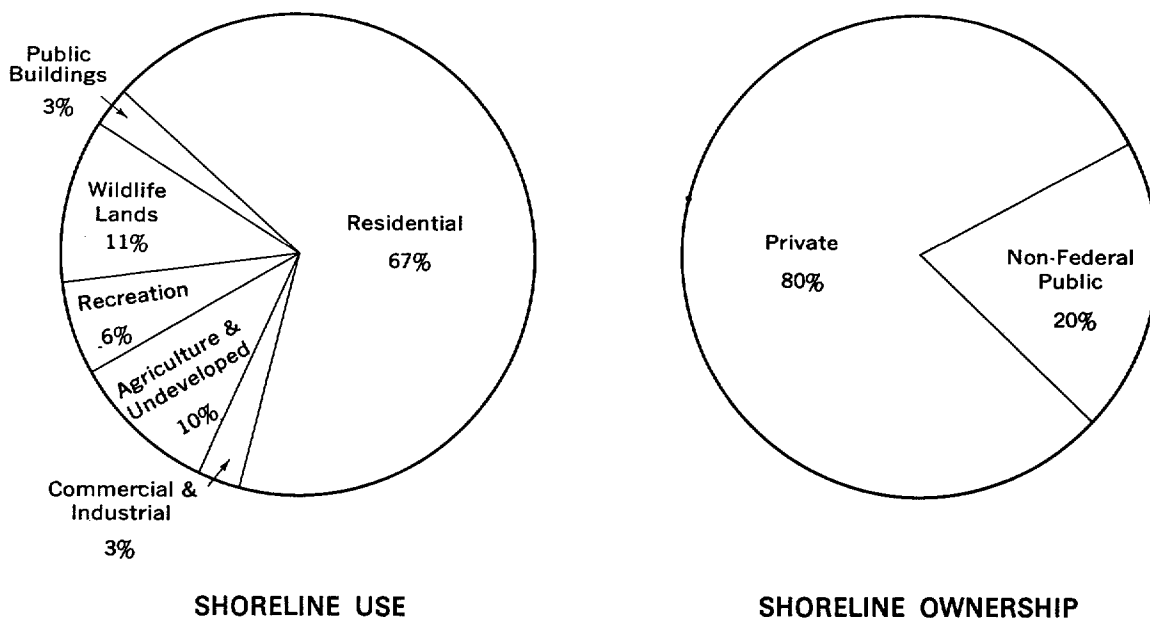 Public
Buildings
3%
Wildlife
Lands
11%
Recreation
6%
Agriculture &
Undeveloped
10%
Commercial &
Industrial
3%
Residential
67%
SHORELINE USE
Private
80%
Non-Federal
Public
20%
SHORELINE OWNERSHIP